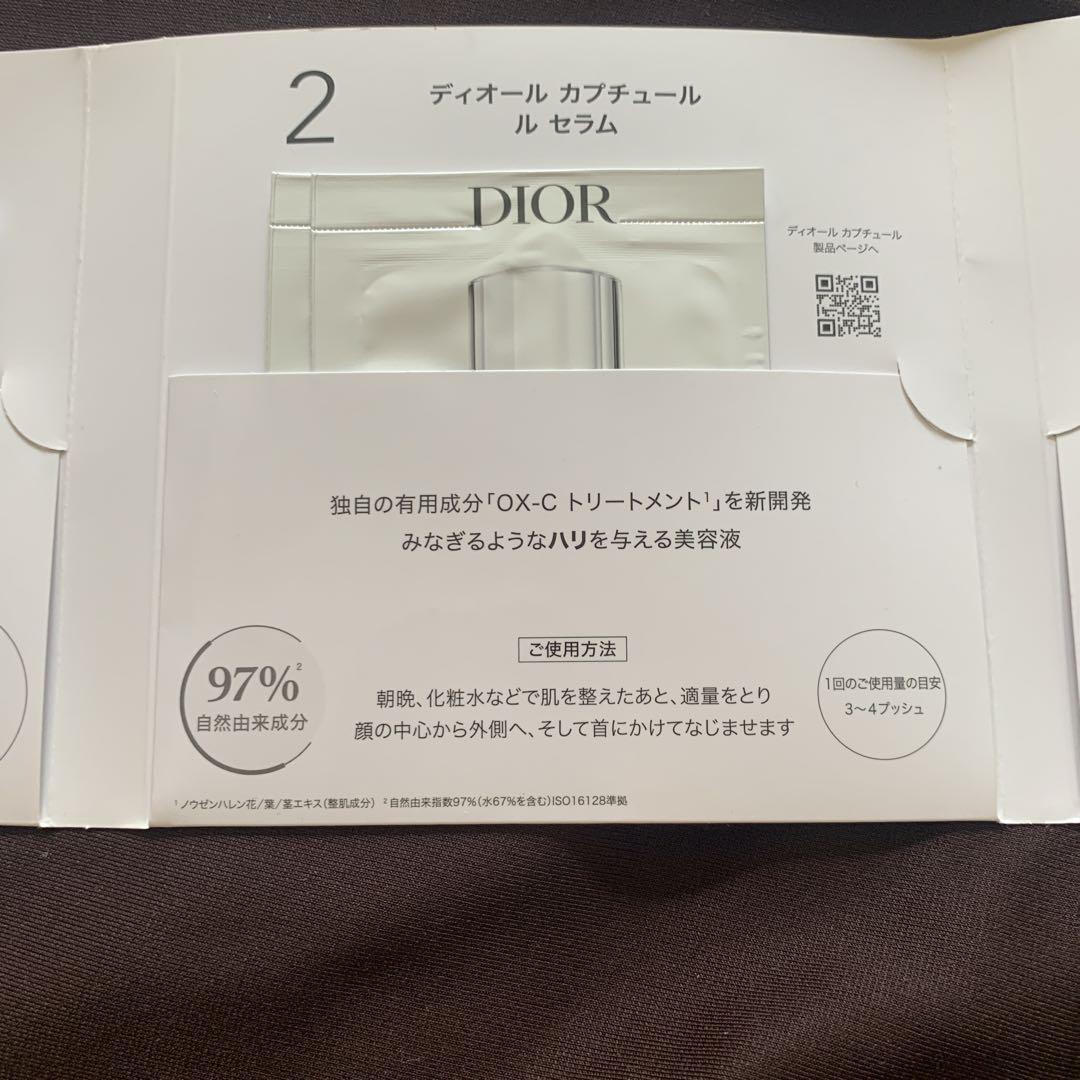 2
ディオール カプチュール
ル セラム
DIOR
ディオール カプチュール
製品ページへ
独自の有用成分「OX-C トリートメント¹」を新開発
みなぎるようなハリを与える美容液
97%²
自然由来成分
ご使用方法
朝晩、化粧水などで肌を整えたあと、適量をとり
顔の中心から外側へ、そして首にかけてなじませます
1回のご使用量の目安
3〜4プッシュ
¹ノウゼンハレン花/葉/茎エキス(整肌成分) ²自然由来指数97%(水67%を含む)ISO16128準拠